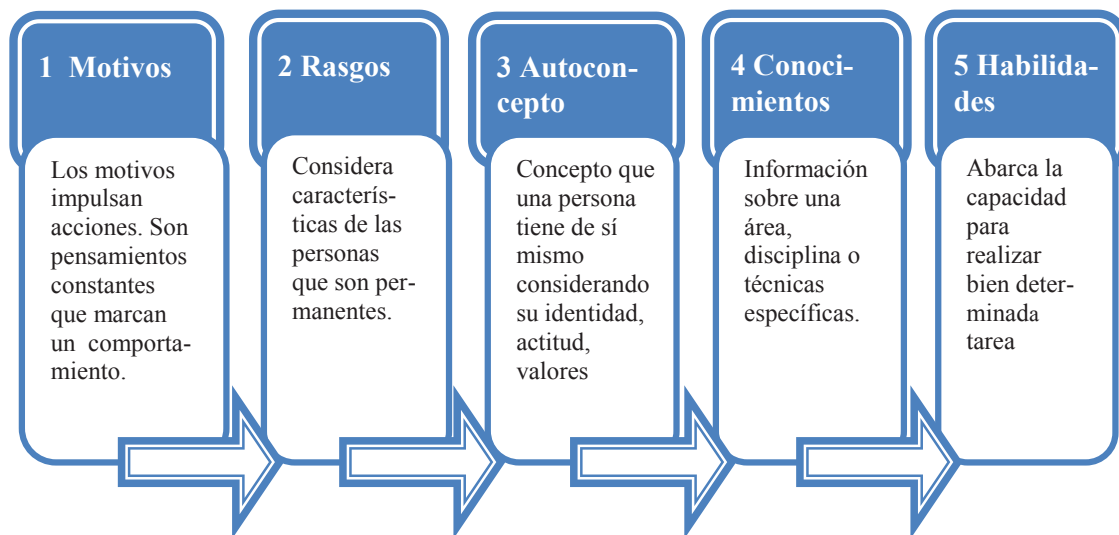 1 Motivos
Los motivos
impulsan
acciones. Son
pensamientos
constantes
que marcan
un comporta-
miento.
2 Rasgos
Considera
caracterís-
ticas de las
personas
que son per-
manentes.
3 Autocon-
cepto
Concepto que
una persona
tiene de sí
mismo
considerando
su identidad,
actitud,
valores
4 Conoci-
mientos
Información
sobre una
área,
disciplina o
técnicas
específicas.
5 Habilida-
des
Abarca la
capacidad
para
realizar
bien deter-
minada
tarea